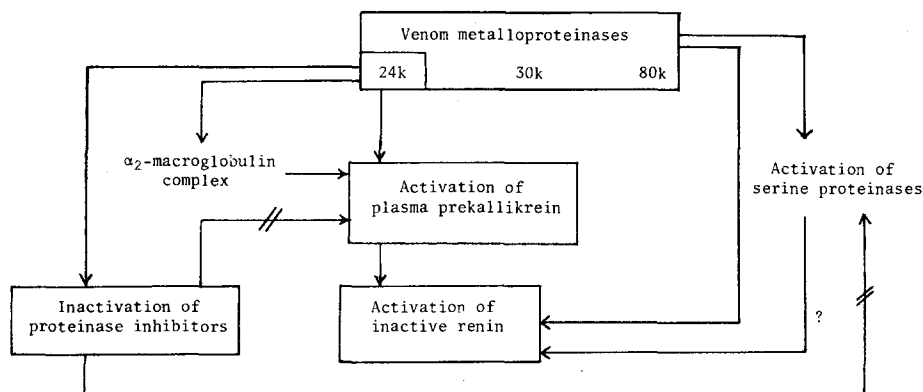 Venom metalloproteinases
24k 30k 80k
α₂-macroglobulin
complex
Activation of
plasma prekallikrein
Activation of
serine proteinases
Inactivation of
proteinase inhibitors
Activation of
inactive renin
?